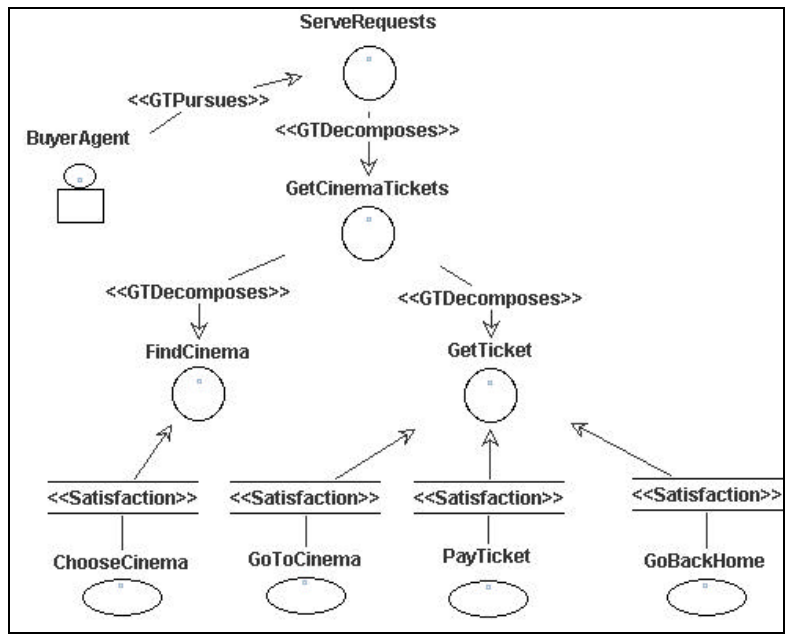 ServeRequests
<<GTPursues>>
<<GTDecomposes>>
BuyerAgent
GetCinemaTickets
<<GTDecomposes>>
<<GTDecomposes>>
FindCinema
GetTicket
<<Satisfaction>>
<<Satisfaction>>
<<Satisfaction>>
<<Satisfaction>>
ChooseCinema
GoToCinema
PayTicket
GoBackHome